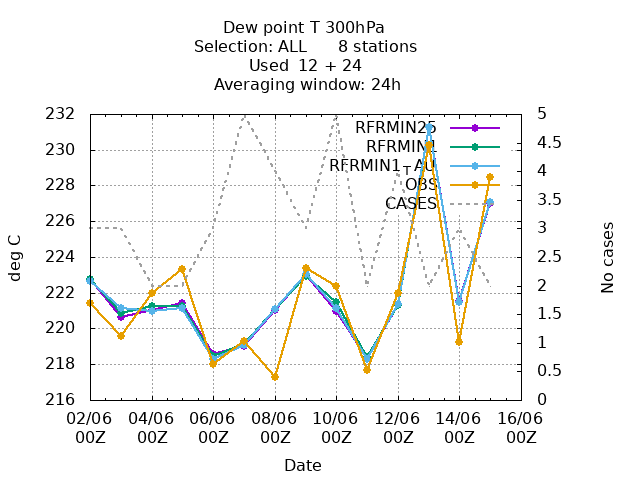 Dew point T 300hPa
Selection: ALL 8 stations
Used 12 + 24
Averaging window: 24h
232
230
228
226
224
222
220
218
216
deg C
5
4.5
4
3.5
3
2.5
2
1.5
1
0.5
0
No cases
RFRMIN25
RFRMIN1
RFRMIN1_AU
OBS
CASES
02/06 04/06 06/06 08/06 10/06 12/06 14/06 16/06
00Z 00Z 00Z 00Z 00Z 00Z 00Z 00Z
Date